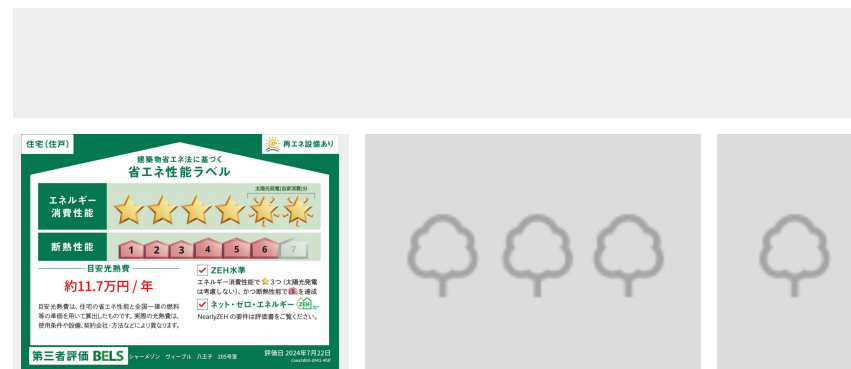 住宅(住戸)
再エネ設備あり
建築物省エネ法に基づく
省エネ性能ラベル
太陽光発電(自家消費)分
エネルギー
消費性能
断熱性能
1 2 3 4 5 6 7
目安光熱費
約11.7万円 / 年
目安光熱費は、住宅の省エネ性能と全国一律の燃料
等の単価を用いて算出したものです。実際の光熱費は、
使用条件や設備、契約会社・方法などにより異なります。
ZEH水準
エネルギー消費性能で 3つ (太陽光発電
は考慮しない)、かつ断熱性能で 5 を達成
ネット・ゼロ・エネルギー ZEH
NearlyZEH の要件は評価書をご覧ください。
第三者評価 BELS
シャーメゾン ヴィーブル 八王子 205号室
評価日 2024年7月22日